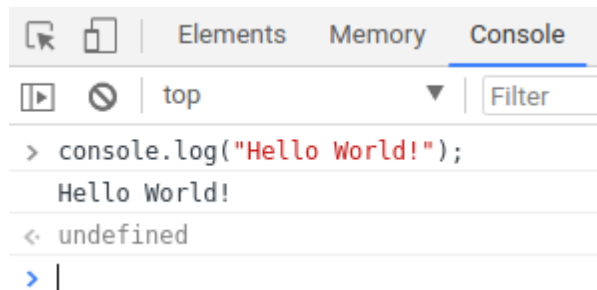 Elements Memory Console
top Filter
> console.log("Hello World!");
Hello World!
<· undefined
>